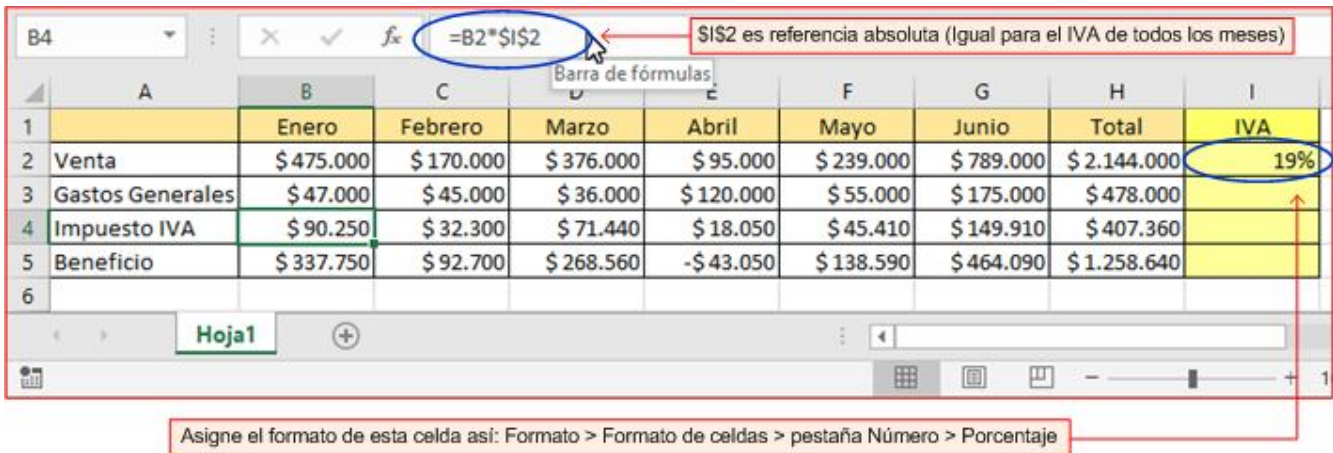 B4 fx =B2*$I$2 $I$2 es referencia absoluta (Igual para el IVA de todos los meses)
Barra de fórmulas
A B C D E F G H I
1 Enero Febrero Marzo Abril Mayo Junio Total IVA
2 Venta $ 475.000 $ 170.000 $ 376.000 $ 95.000 $ 239.000 $ 789.000 $ 2.144.000 19%
3 Gastos Generales $ 47.000 $ 45.000 $ 36.000 $ 120.000 $ 55.000 $ 175.000 $ 478.000
4 Impuesto IVA $ 90.250 $ 32.300 $ 71.440 $ 18.050 $ 45.410 $ 149.910 $ 407.360
5 Beneficio $ 337.750 $ 92.700 $ 268.560 -$ 43.050 $ 138.590 $ 464.090 $ 1.258.640
6
Hoja1
Asigne el formato de esta celda así: Formato > Formato de celdas > pestaña Número > Porcentaje